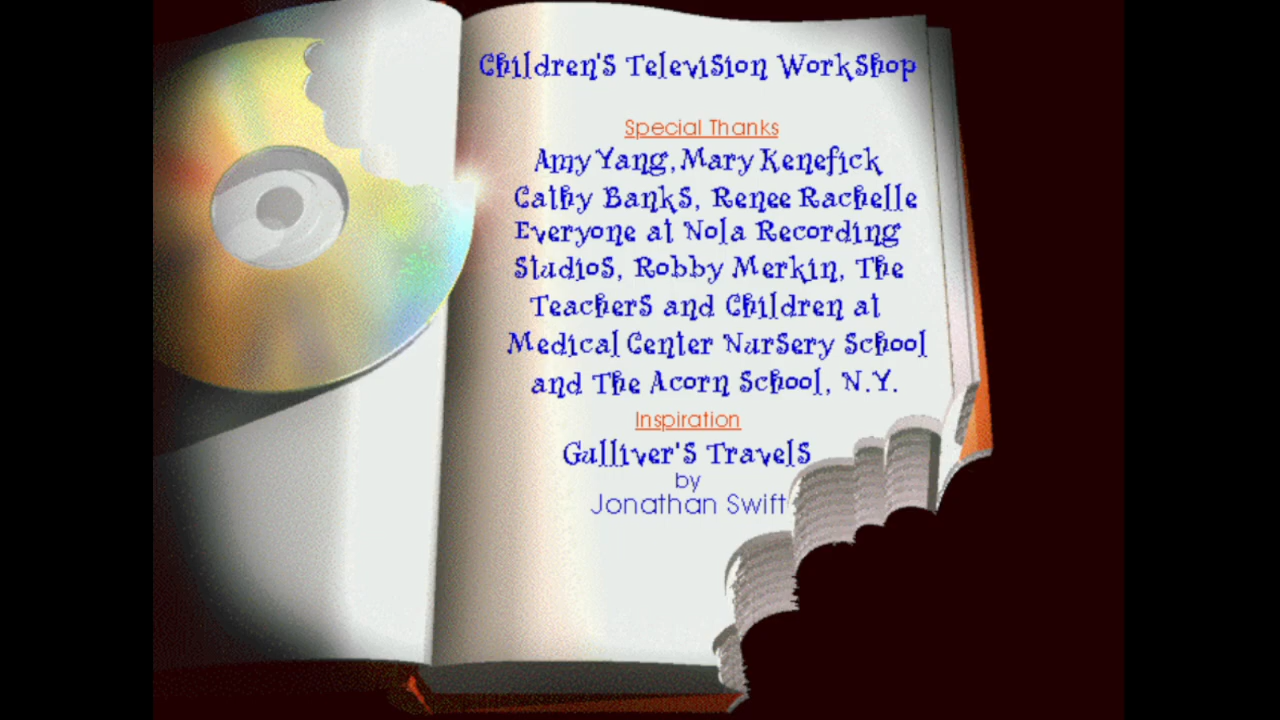 Children's Television Workshop
Special Thanks
Amy Yang, Mary Kenefick
Cathy Banks, Renee Rachelle
Everyone at Nola Recording
Studios, Robby Merkin, The
Teachers and Children at
Medical Center Nursery School
and The Acorn School, N.Y.
Inspiration
Gulliver's Travels
by
Jonathan Swift